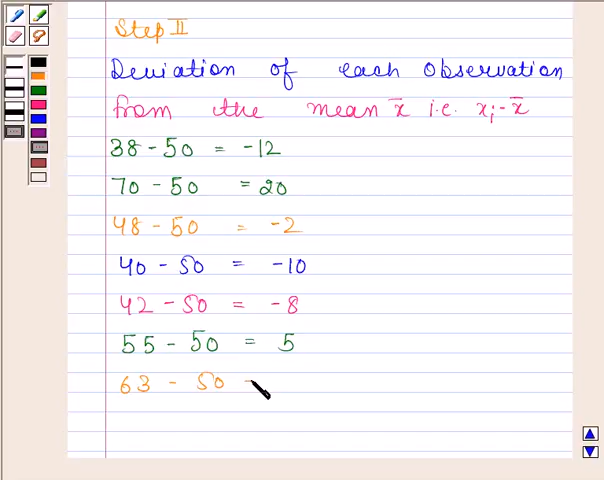 Step II
Deviation of each observation
from the mean x̄ i.e. xᵢ - x̄
38 - 50 = -12
70 - 50 = 20
48 - 50 = -2
40 - 50 = -10
42 - 50 = -8
55 - 50 = 5
63 - 50 -